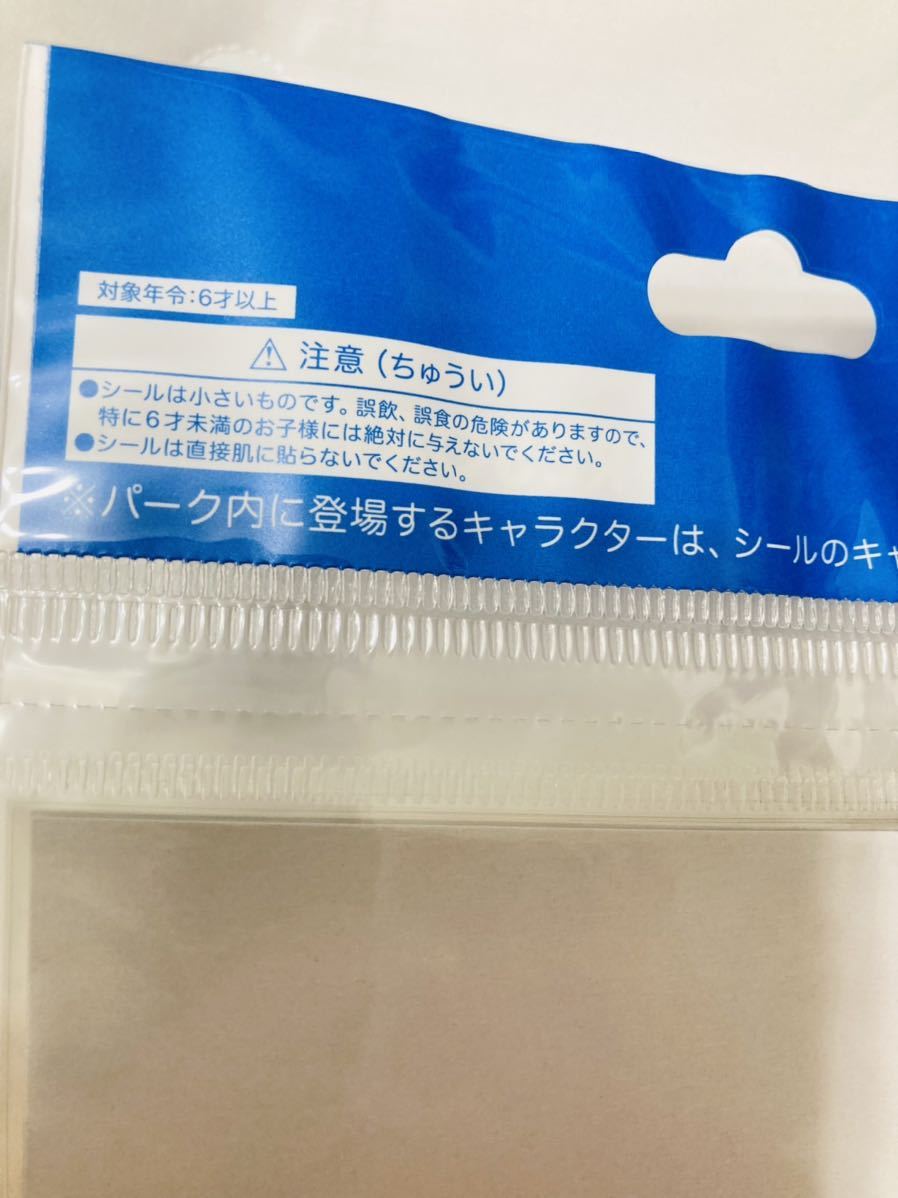 対象年令:6才以上
⚠ 注意 (ちゅうい)
●シールは小さいものです。誤飲、誤食の危険がありますので、
特に6才未満のお子様には絶対に与えないでください。
●シールは直接肌に貼らないでください。
※パーク内に登場するキャラクターは、シールのキャ